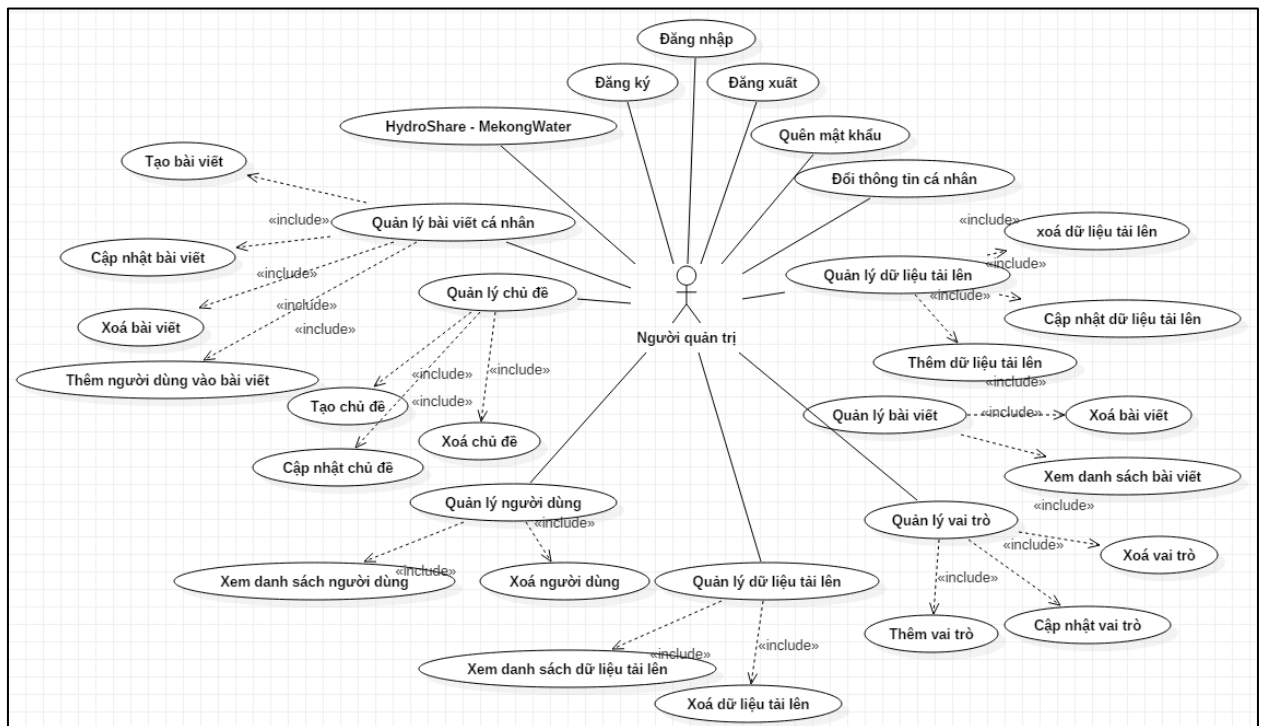 Đăng nhập
Đăng ký
Đăng xuất
HydroShare - MekongWater
Quên mật khẩu
Tạo bài viết
Đổi thông tin cá nhân
«include»
Quản lý bài viết cá nhân
«include»
xoá dữ liệu tải lên
Cập nhật bài viết
«include»
Quản lý dữ liệu tải lên
«include»
Quản lý chủ đề
«include»
«include»
Xoá bài viết
«include»
Cập nhật dữ liệu tải lên
Người quản trị
Thêm dữ liệu tải lên
Thêm người dùng vào bài viết
«include»
«include»
«include»
Tạo chủ đề
«include»
Quản lý bài viết
«include»
Xoá bài viết
Xoá chủ đề
Cập nhật chủ đề
Xem danh sách bài viết
Quản lý người dùng
«include»
Quản lý vai trò
«include»
«include»
Xoá vai trò
«include»
Xem danh sách người dùng
Xoá người dùng
Quản lý dữ liệu tải lên
«include»
Thêm vai trò
Cập nhật vai trò
«include»
«include»
Xem danh sách dữ liệu tải lên
Xoá dữ liệu tải lên